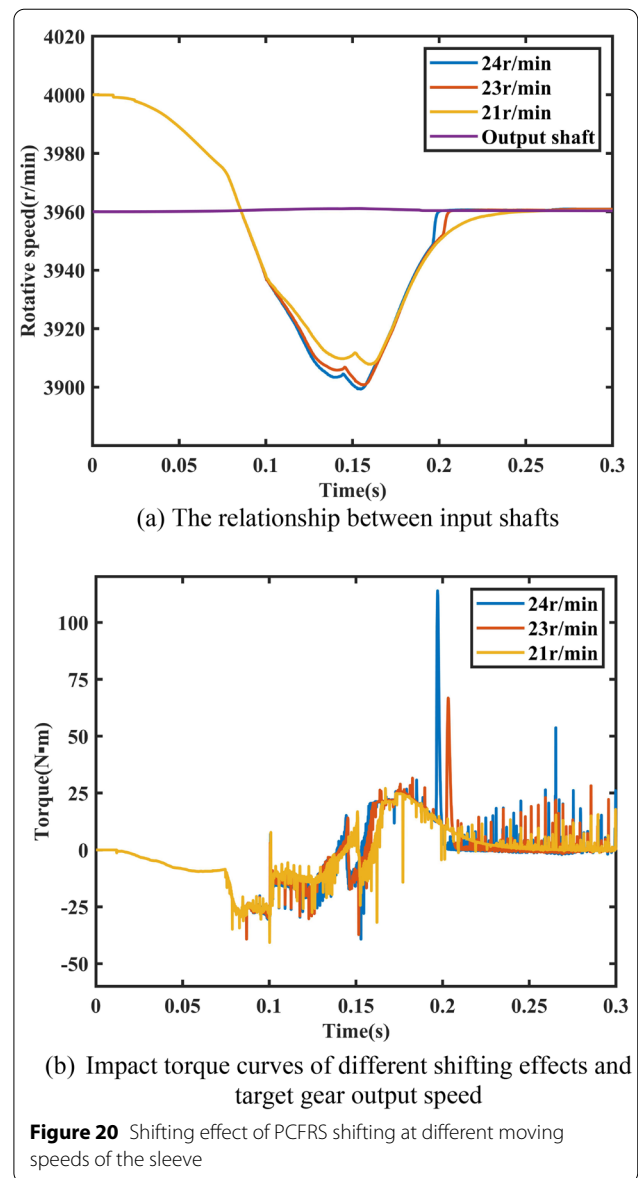 4020
4000
3980
3960
3940
3920
3900
Rotative speed(r/min)
24r/min
23r/min
21r/min
Output shaft
0 0.05 0.1 0.15 0.2 0.25 0.3
Time(s)
(a) The relationship between input shafts
100
75
50
25
0
-25
-50
Torque(N▪m)
24r/min
23r/min
21r/min
0 0.05 0.1 0.15 0.2 0.25 0.3
Time(s)
(b) Impact torque curves of different shifting effects and
target gear output speed
Figure 20 Shifting effect of PCFRS shifting at different moving
speeds of the sleeve